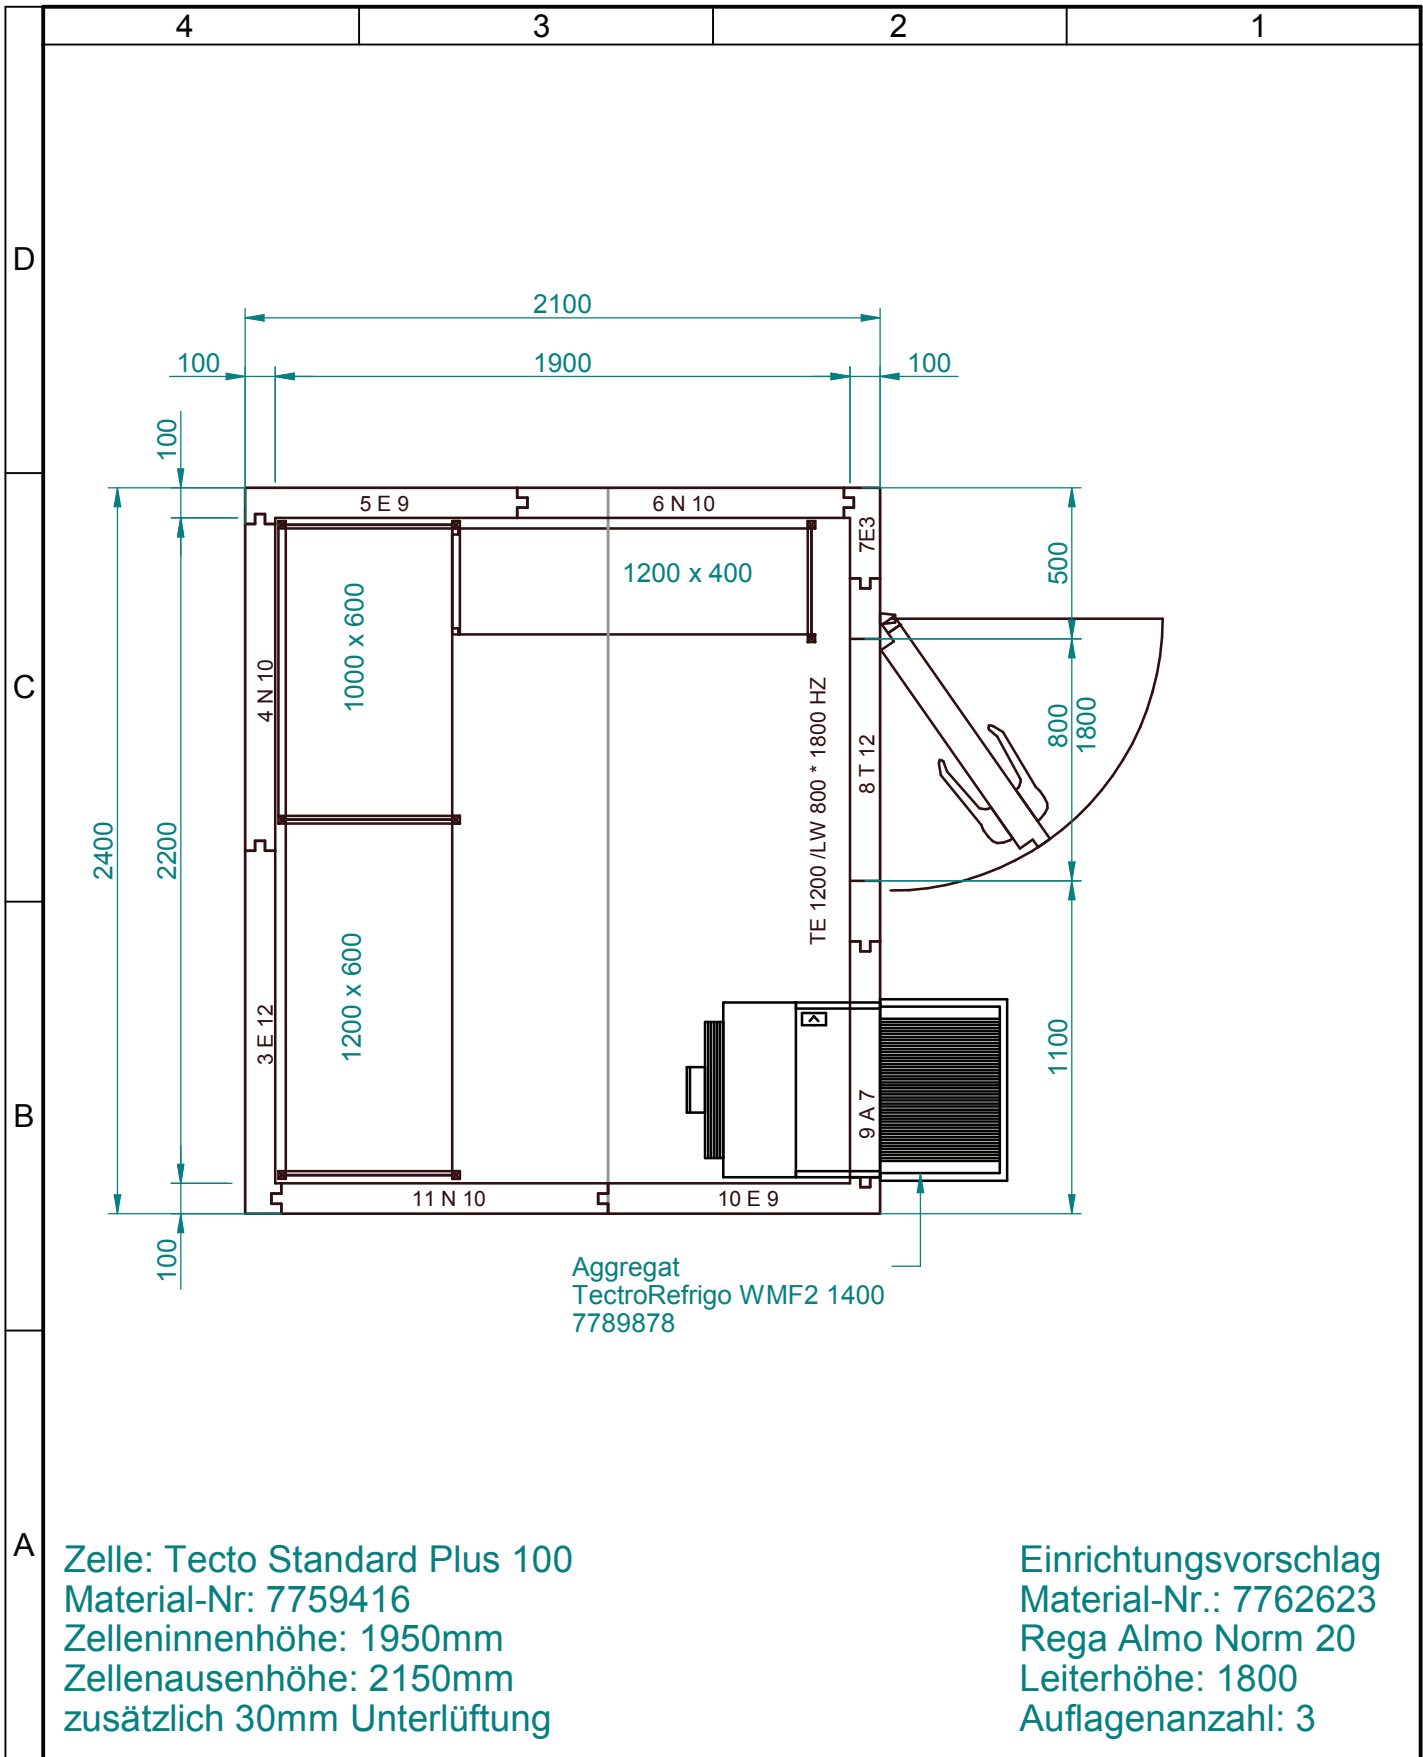 4 3 2 1
D
2100
100 1900 100
100
5 E 9 6 N 10
7E3
500
1200 x 400
1000 x 600
4 N 10
C
TE 1200 /LW 800 * 1800 HZ
8 T 12
800
1800
2400
2200
1200 x 600
3 E 12
1100
B
9 A 7
11 N 10 10 E 9
100
Aggregat
TectroRefrigo WMF2 1400
7789878
A
Zelle: Tecto Standard Plus 100
Material-Nr: 7759416
Zelleninnenhöhe: 1950mm
Zellenausenhöhe: 2150mm
zusätzlich 30mm Unterlüftung
Einrichtungsvorschlag
Material-Nr.: 7762623
Rega Almo Norm 20
Leiterhöhe: 1800
Auflagenanzahl: 3